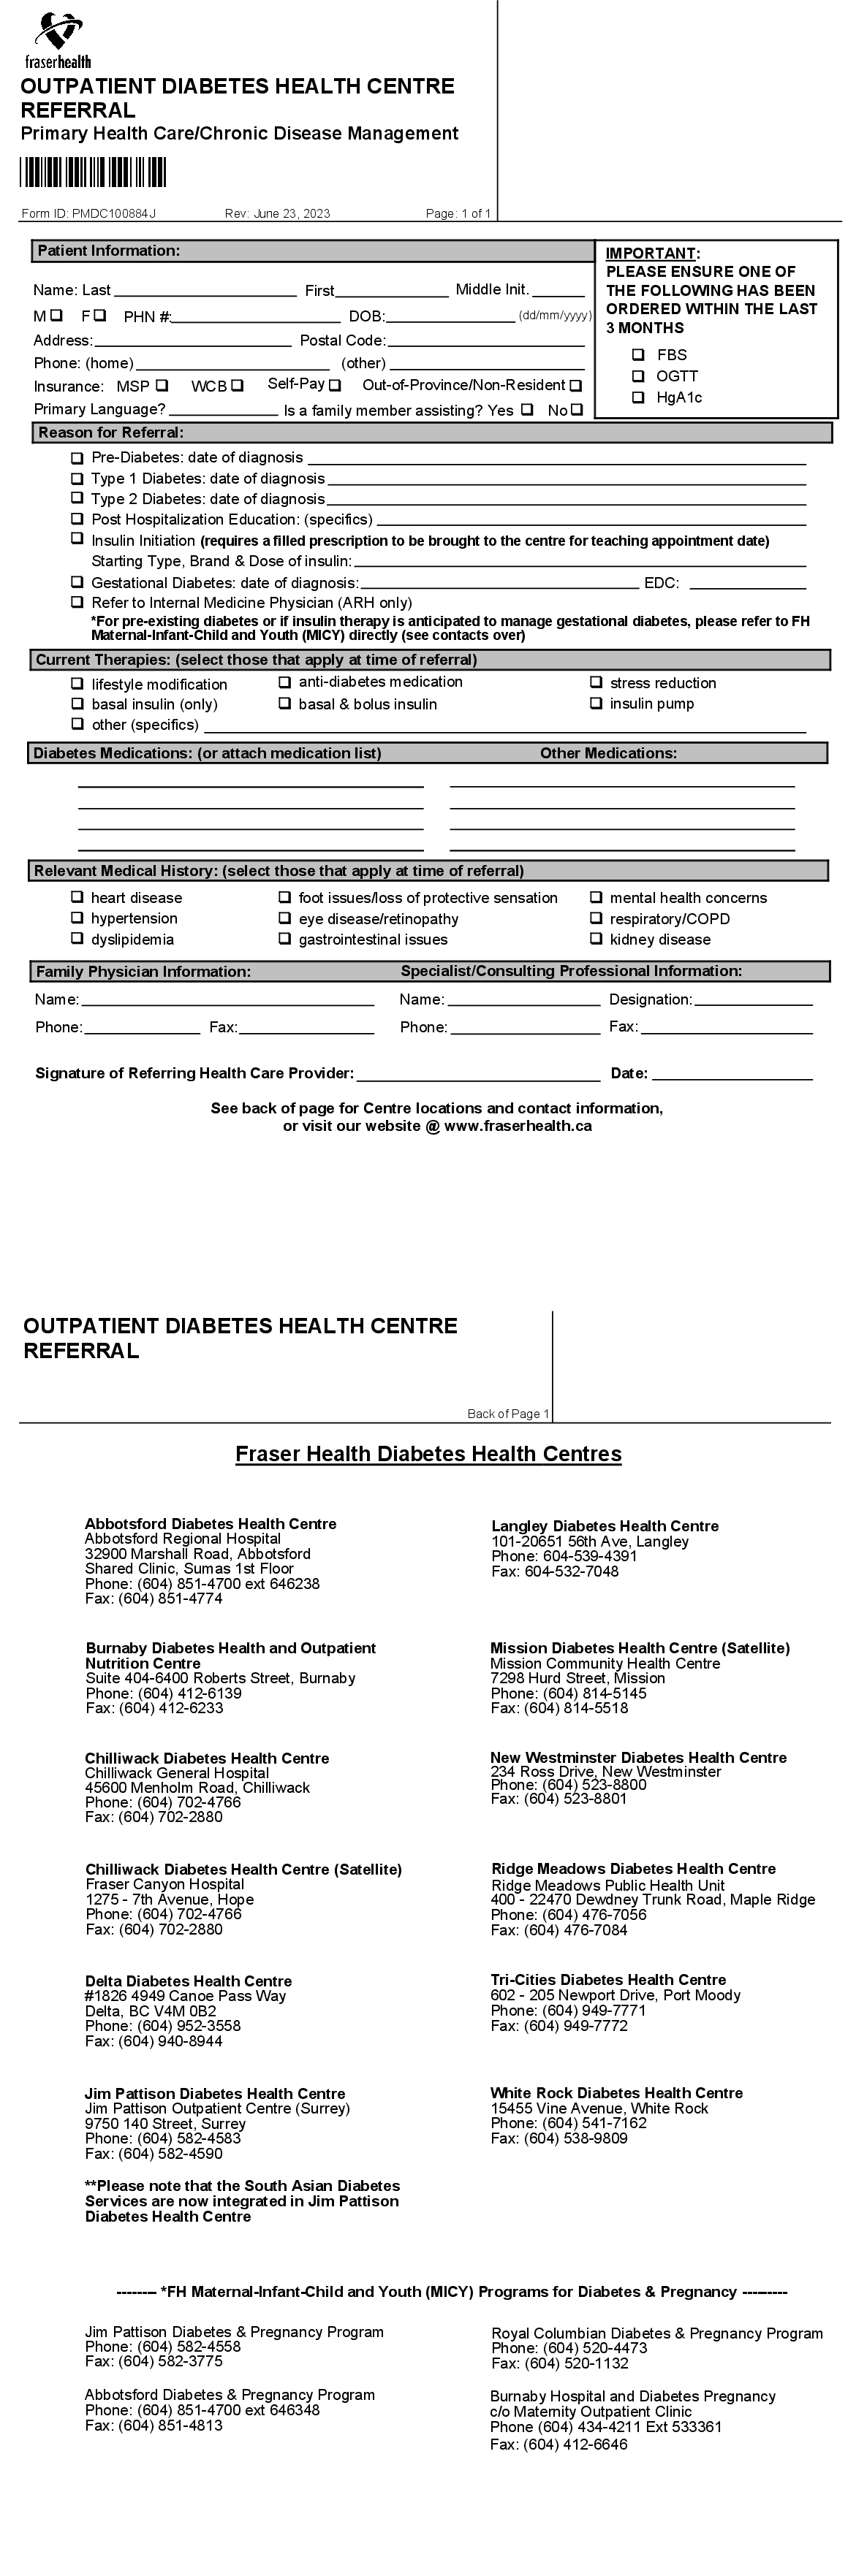 fraserhealth
OUTPATIENT DIABETES HEALTH CENTRE
REFERRAL
Primary Health Care/Chronic Disease Management
Form ID: PMDC100884J Rev: June 23, 2023 Page: 1 of 1
Patient Information:
Name: Last First Middle Init.
M F PHN #: DOB: (dd/mm/yyyy)
Address: Postal Code:
Phone: (home) (other)
Insurance: MSP WCB Self-Pay Out-of-Province/Non-Resident
Primary Language? Is a family member assisting? Yes No
IMPORTANT:
PLEASE ENSURE ONE OF
THE FOLLOWING HAS BEEN
ORDERED WITHIN THE LAST
3 MONTHS
FBS
OGTT
HgA1c
Reason for Referral:
Pre-Diabetes: date of diagnosis
Type 1 Diabetes: date of diagnosis
Type 2 Diabetes: date of diagnosis
Post Hospitalization Education: (specifics)
Insulin Initiation (requires a filled prescription to be brought to the centre for teaching appointment date)
Starting Type, Brand & Dose of insulin:
Gestational Diabetes: date of diagnosis: EDC:
Refer to Internal Medicine Physician (ARH only)
*For pre-existing diabetes or if insulin therapy is anticipated to manage gestational diabetes, please refer to FH
Maternal-Infant-Child and Youth (MICY) directly (see contacts over)
Current Therapies: (select those that apply at time of referral)
lifestyle modification anti-diabetes medication stress reduction
basal insulin (only) basal & bolus insulin insulin pump
other (specifics)
Diabetes Medications: (or attach medication list) Other Medications:
Relevant Medical History: (select those that apply at time of referral)
heart disease foot issues/loss of protective sensation mental health concerns
hypertension eye disease/retinopathy respiratory/COPD
dyslipidemia gastrointestinal issues kidney disease
Family Physician Information: Specialist/Consulting Professional Information:
Name: Name: Designation:
Phone: Fax: Phone: Fax:
Signature of Referring Health Care Provider: Date:
See back of page for Centre locations and contact information,
or visit our website @ www.fraserhealth.ca
OUTPATIENT DIABETES HEALTH CENTRE
REFERRAL
Back of Page 1
Fraser Health Diabetes Health Centres
Abbotsford Diabetes Health Centre
Abbotsford Regional Hospital
32900 Marshall Road, Abbotsford
Shared Clinic, Sumas 1st Floor
Phone: (604) 851-4700 ext 646238
Fax: (604) 851-4774
Langley Diabetes Health Centre
101-20651 56th Ave, Langley
Phone: 604-539-4391
Fax: 604-532-7048
Burnaby Diabetes Health and Outpatient
Nutrition Centre
Suite 404-6400 Roberts Street, Burnaby
Phone: (604) 412-6139
Fax: (604) 412-6233
Mission Diabetes Health Centre (Satellite)
Mission Community Health Centre
7298 Hurd Street, Mission
Phone: (604) 814-5145
Fax: (604) 814-5518
Chilliwack Diabetes Health Centre
Chilliwack General Hospital
45600 Menholm Road, Chilliwack
Phone: (604) 702-4766
Fax: (604) 702-2880
New Westminster Diabetes Health Centre
234 Ross Drive, New Westminster
Phone: (604) 523-8800
Fax: (604) 523-8801
Chilliwack Diabetes Health Centre (Satellite)
Fraser Canyon Hospital
1275 - 7th Avenue, Hope
Phone: (604) 702-4766
Fax: (604) 702-2880
Ridge Meadows Diabetes Health Centre
Ridge Meadows Public Health Unit
400 - 22470 Dewdney Trunk Road, Maple Ridge
Phone: (604) 476-7056
Fax: (604) 476-7084
Delta Diabetes Health Centre
#1826 4949 Canoe Pass Way
Delta, BC V4M 0B2
Phone: (604) 952-3558
Fax: (604) 940-8944
Tri-Cities Diabetes Health Centre
602 - 205 Newport Drive, Port Moody
Phone: (604) 949-7771
Fax: (604) 949-7772
Jim Pattison Diabetes Health Centre
Jim Pattison Outpatient Centre (Surrey)
9750 140 Street, Surrey
Phone: (604) 582-4583
Fax: (604) 582-4590
White Rock Diabetes Health Centre
15455 Vine Avenue, White Rock
Phone: (604) 541-7162
Fax: (604) 538-9809
**Please note that the South Asian Diabetes
Services are now integrated in Jim Pattison
Diabetes Health Centre
-------- *FH Maternal-Infant-Child and Youth (MICY) Programs for Diabetes & Pregnancy ---------
Jim Pattison Diabetes & Pregnancy Program
Phone: (604) 582-4558
Fax: (604) 582-3775
Royal Columbian Diabetes & Pregnancy Program
Phone: (604) 520-4473
Fax: (604) 520-1132
Abbotsford Diabetes & Pregnancy Program
Phone: (604) 851-4700 ext 646348
Fax: (604) 851-4813
Burnaby Hospital and Diabetes Pregnancy
c/o Maternity Outpatient Clinic
Phone (604) 434-4211 Ext 533361
Fax: (604) 412-6646